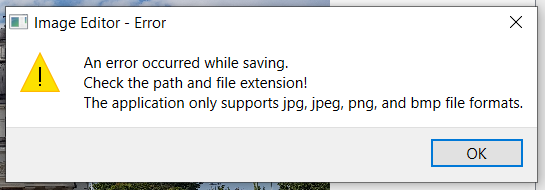 Image Editor - Error
An error occurred while saving.
Check the path and file extension!
The application only supports jpg, jpeg, png, and bmp file formats.
OK